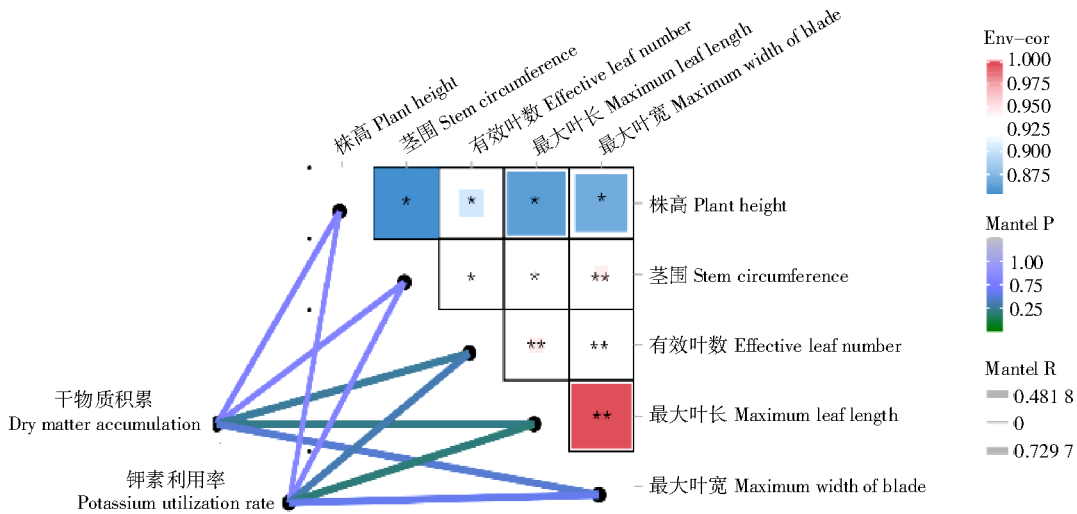 株高 Plant height
茎围 Stem circumference
有效叶数 Effective leaf number
最大叶长 Maximum leaf length
最大叶宽 Maximum width of blade
* * * * 株高 Plant height
* * ** 茎围 Stem circumference
** ** 有效叶数 Effective leaf number
** 最大叶长 Maximum leaf length
最大叶宽 Maximum width of blade
干物质积累
Dry matter accumulation
钾素利用率
Potassium utilization rate
Env-cor
1.000
0.975
0.950
0.925
0.900
0.875
Mantel P
1.00
0.75
0.25
Mantel R
0.481 8
0
0.729 7